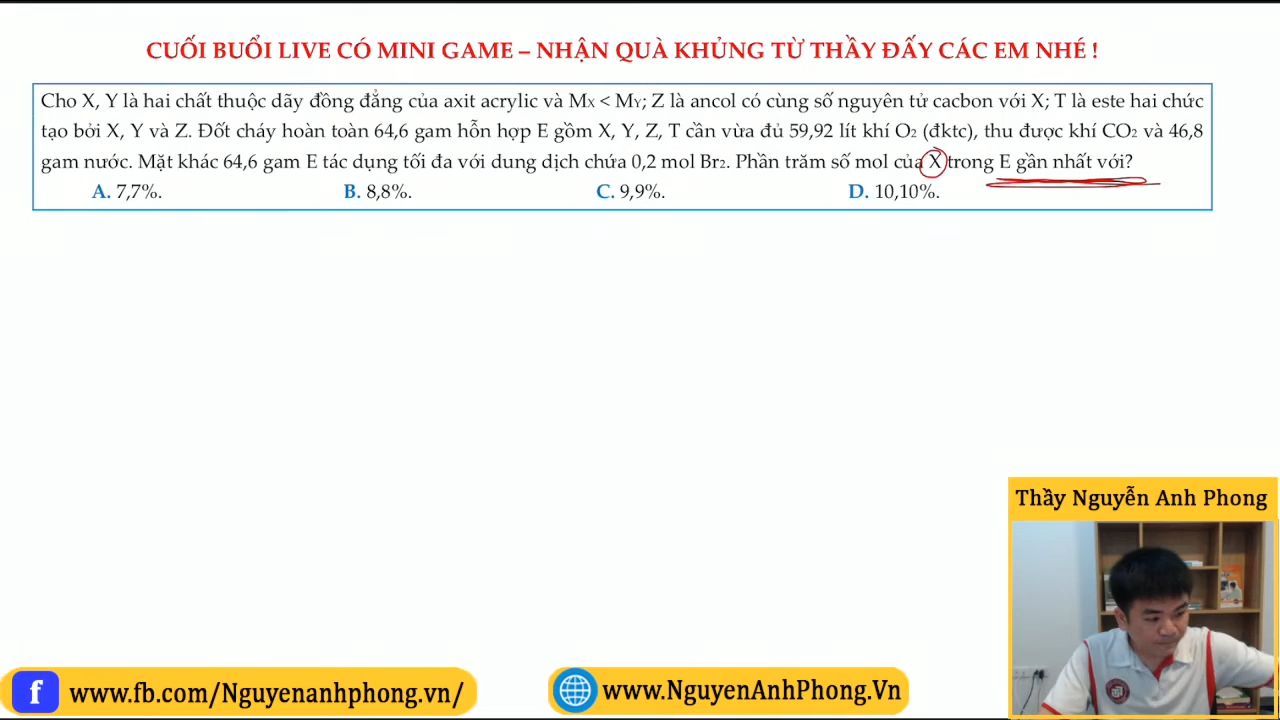 CUỐI BUỔI LIVE CÓ MINI GAME – NHẬN QUÀ KHỦNG TỪ THẦY ĐẤY CÁC EM NHÉ !
Cho X, Y là hai chất thuộc dãy đồng đẳng của axit acrylic và Mx < My; Z là ancol có cùng số nguyên tử cacbon với X; T là este hai chức
tạo bởi X, Y và Z. Đốt cháy hoàn toàn 64,6 gam hỗn hợp E gồm X, Y, Z, T cần vừa đủ 59,92 lít khí O₂ (đktc), thu được khí CO₂ và 46,8
gam nước. Mặt khác 64,6 gam E tác dụng tối đa với dung dịch chứa 0,2 mol Br₂. Phần trăm số mol của X trong E gần nhất với?
A. 7,7%. B. 8,8%. C. 9,9%. D. 10,10%.
Thầy Nguyễn Anh Phong
f www.fb.com/Nguyenanhphong.vn/
www.NguyenAnhPhong.Vn